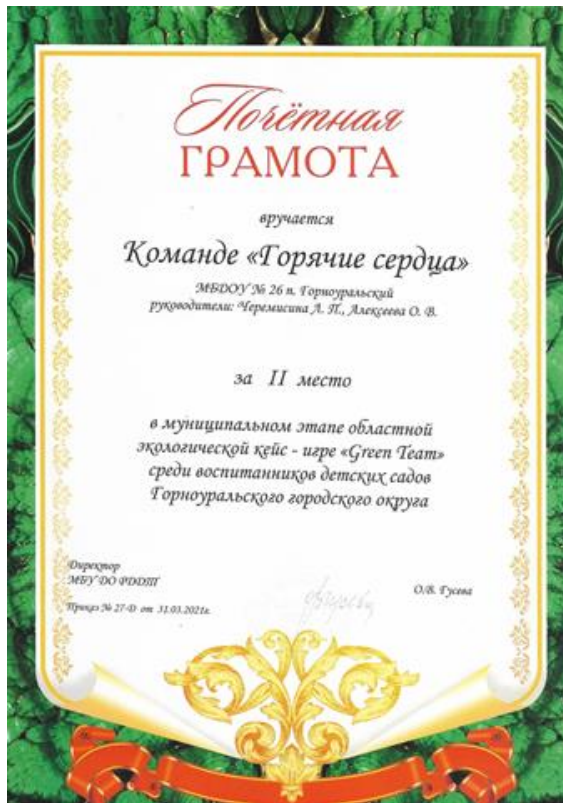 Почётная
ГРАМОТА
вручается
Команде «Горячие сердца»
МБДОУ № 26 п. Горноуральский
руководители: Черемисина Л. П., Алексеева О. В.
за II место
в муниципальном этапе областной
экологической кейс - игре «Green Team»
среди воспитанников детских садов
Горноуральского городского округа
Директор
МБУ ДО РДДТ
О.В. Гусева
Приказ № 27-D от 31.03.2021г.